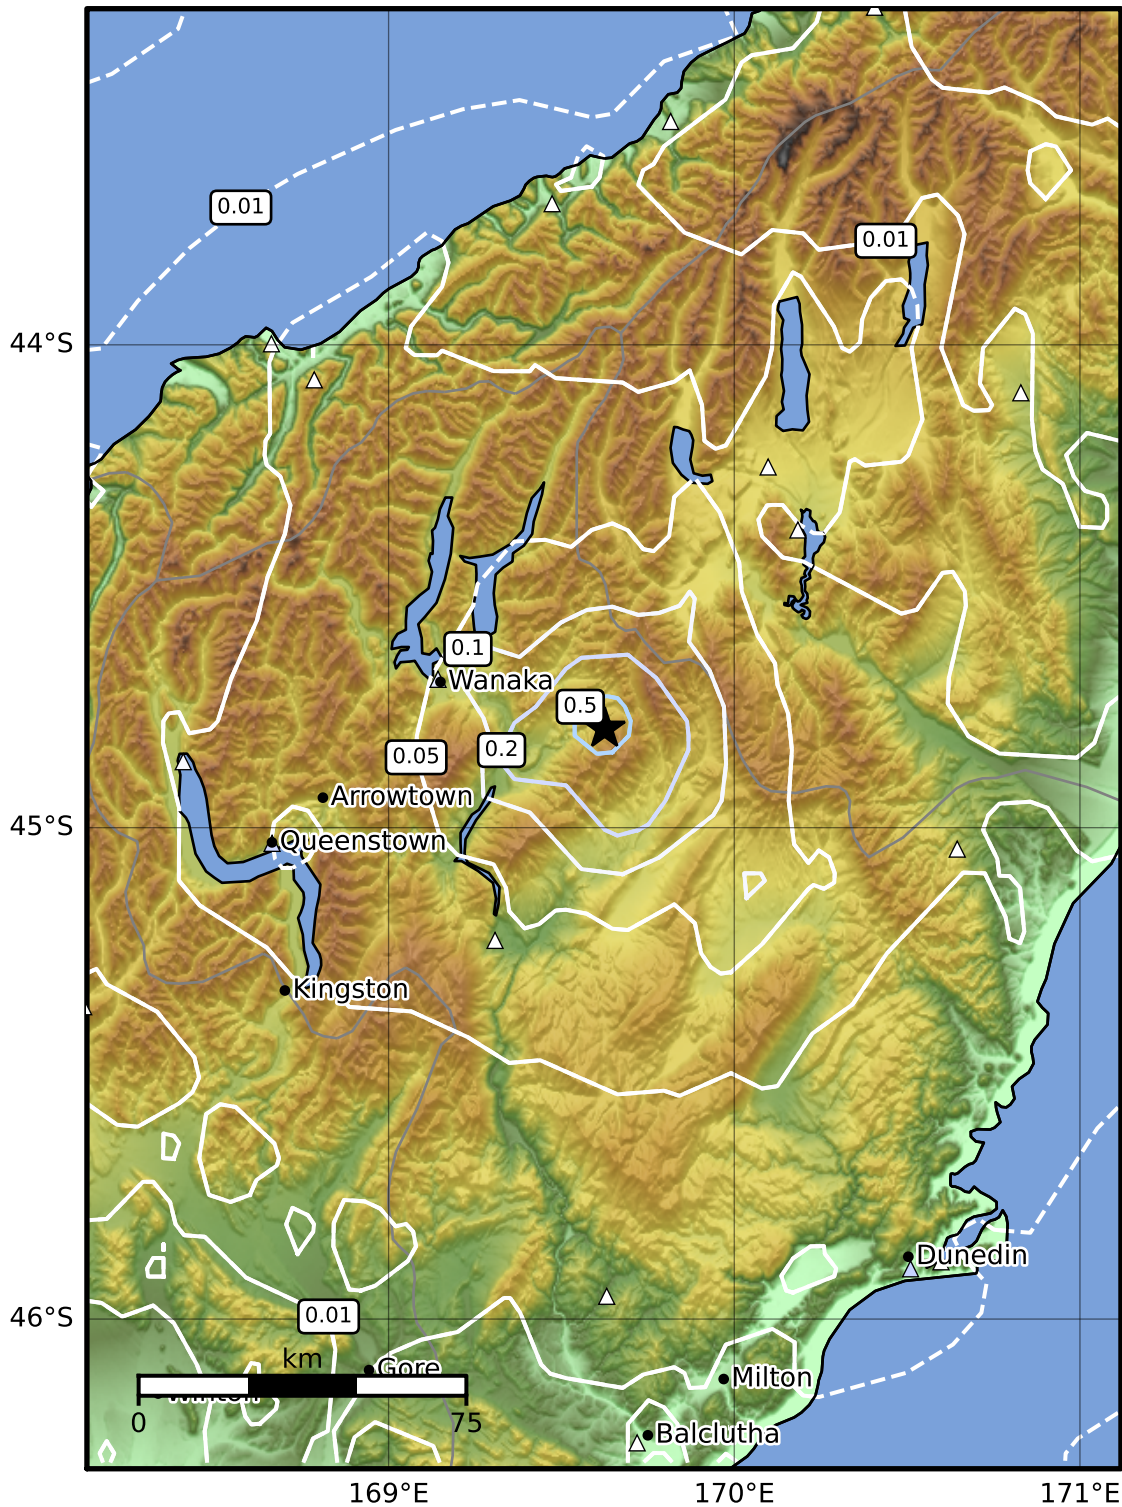 0.01
0.01
44°S
0.1
Wanaka
0.5
0.2
0.05
Arrowtown
45°S
Queenstown
Kingston
Dunedin
46°S
0.01
km
Gore
Milton
Winton
0
75
Balclutha
169°E
170°E
171°E